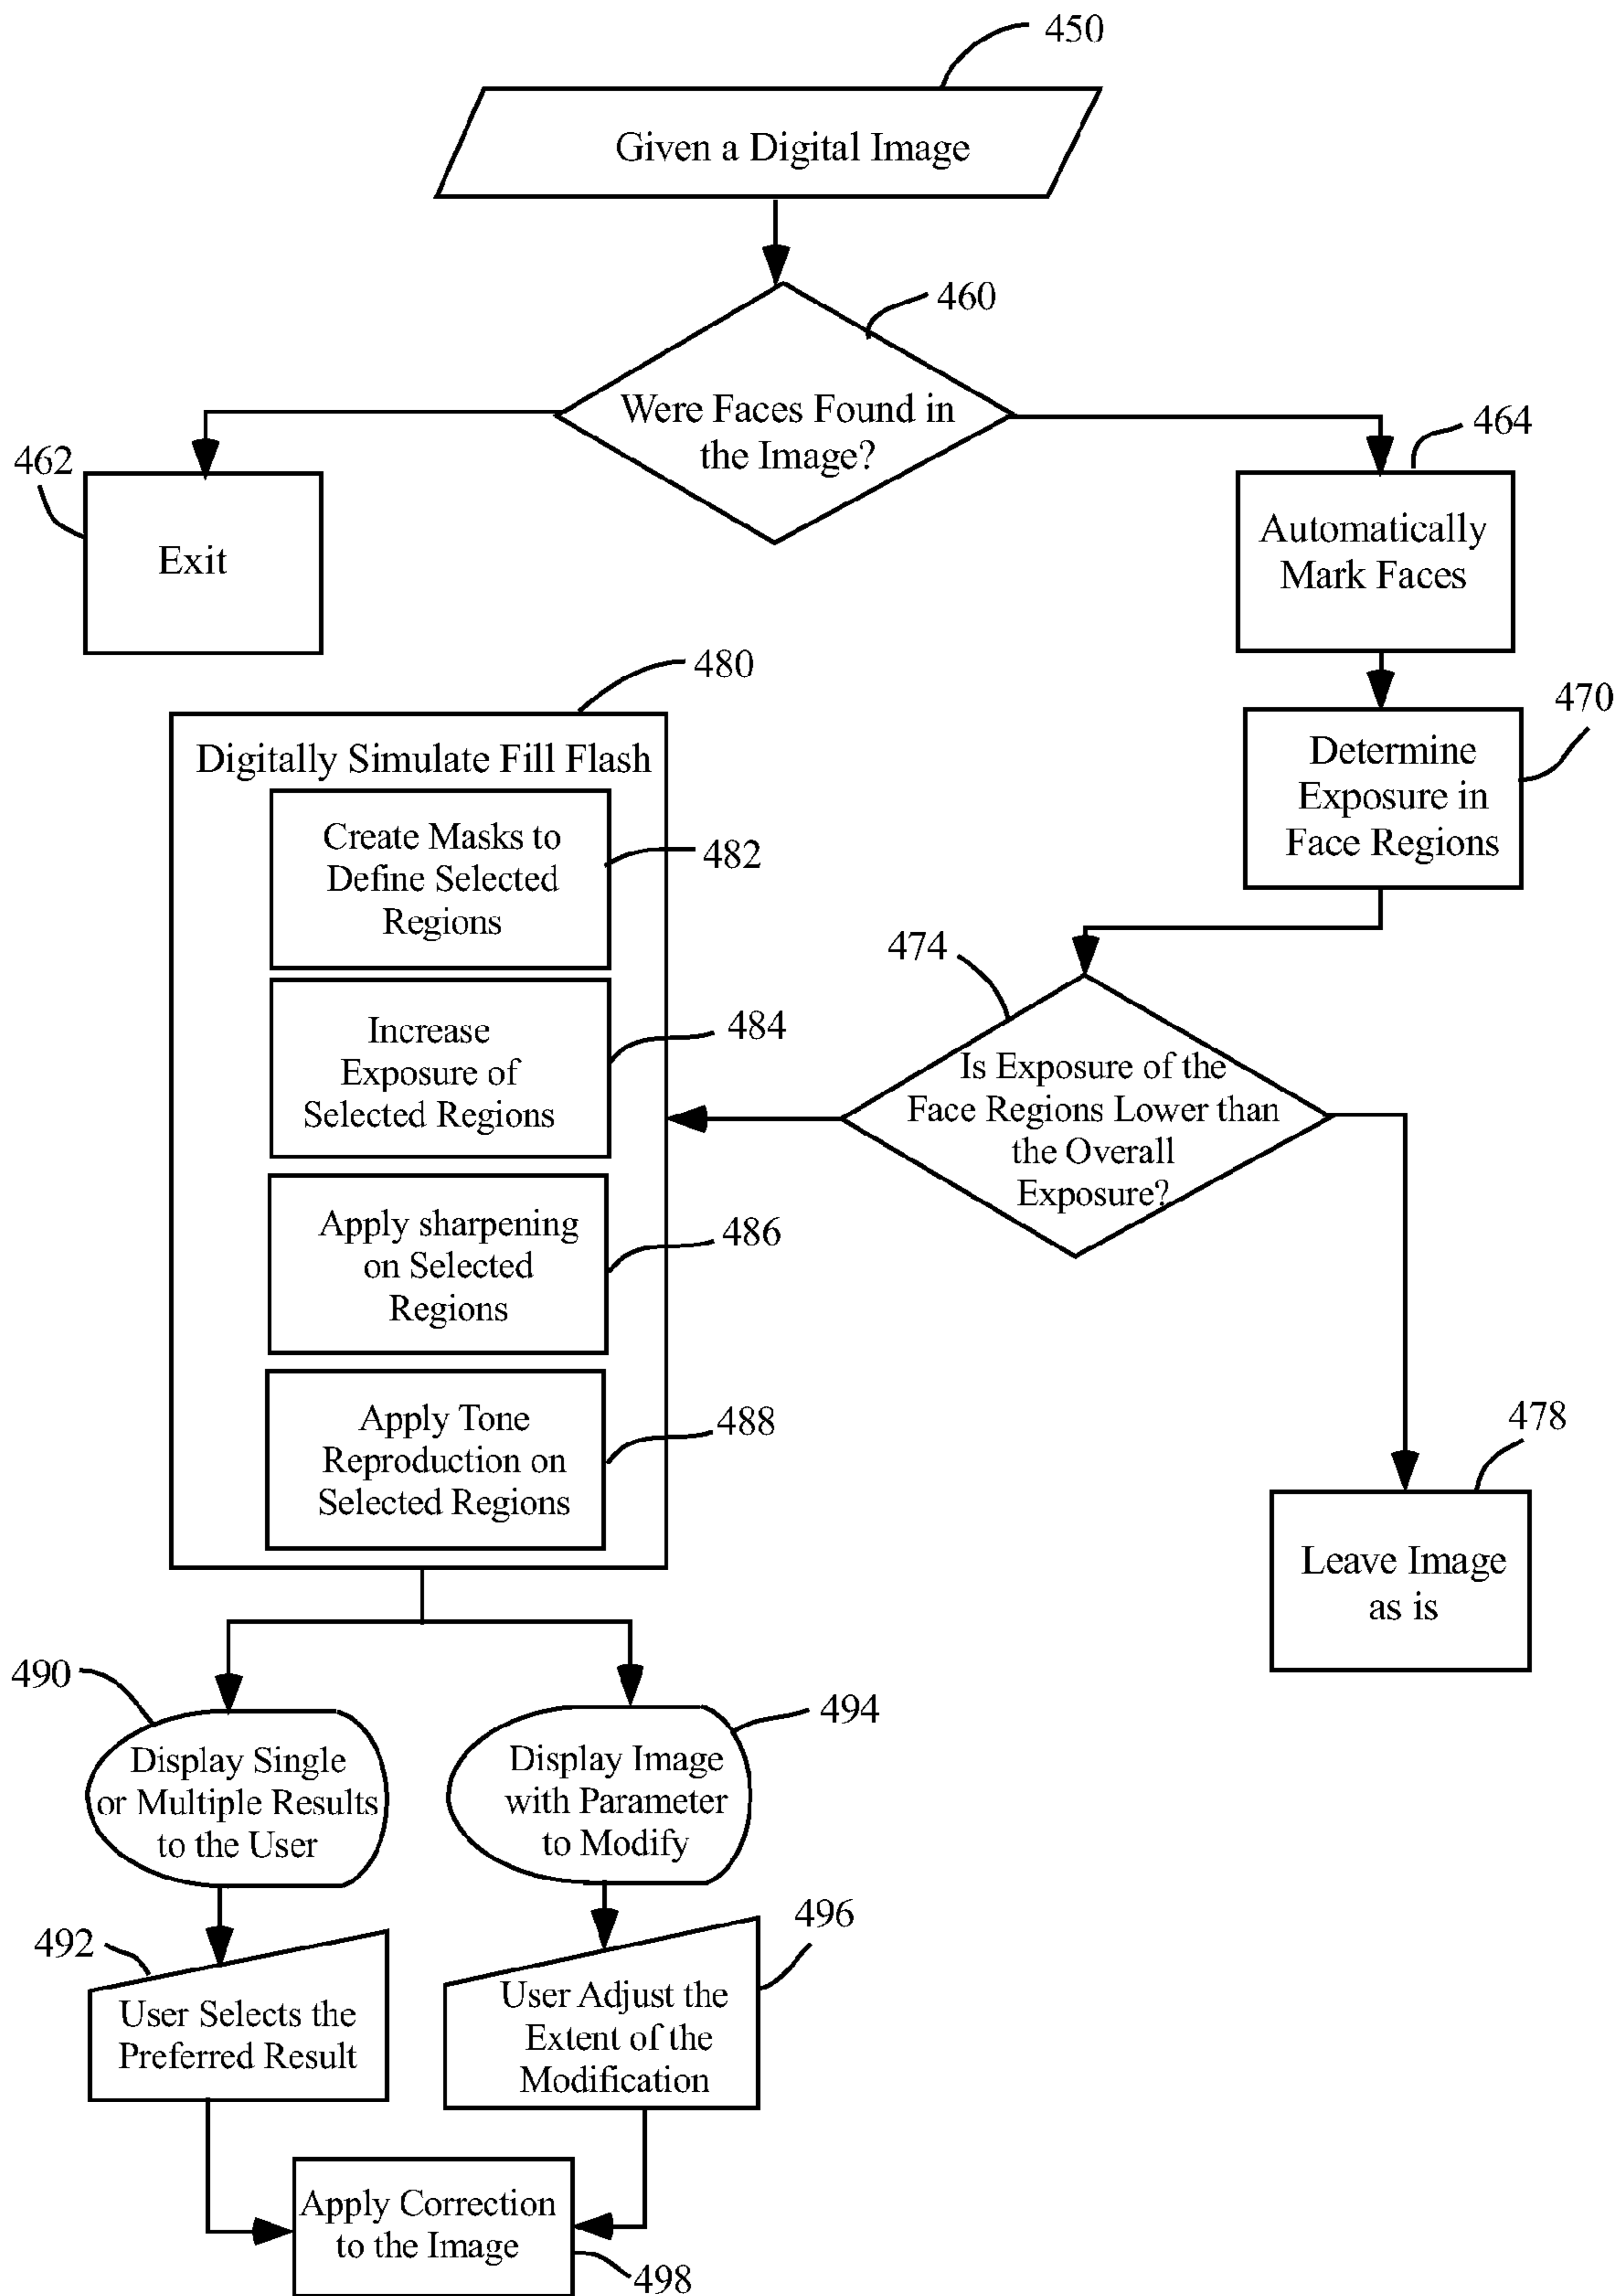 450
Given a Digital Image
460
Were Faces Found in
the Image?
462
Exit
464
Automatically
Mark Faces
470
Determine
Exposure in
Face Regions
474
Is Exposure of the
Face Regions Lower than
the Overall
Exposure?
478
Leave Image
as is
480
Digitally Simulate Fill Flash
Create Masks to
Define Selected
Regions
482
Increase
Exposure of
Selected Regions
484
Apply sharpening
on Selected
Regions
486
Apply Tone
Reproduction on
Selected Regions
488
490
Display Single
or Multiple Results
to the User
494
Display Image
with Parameter
to Modify
492
User Selects the
Preferred Result
496
User Adjust the
Extent of the
Modification
Apply Correction
to the Image
498